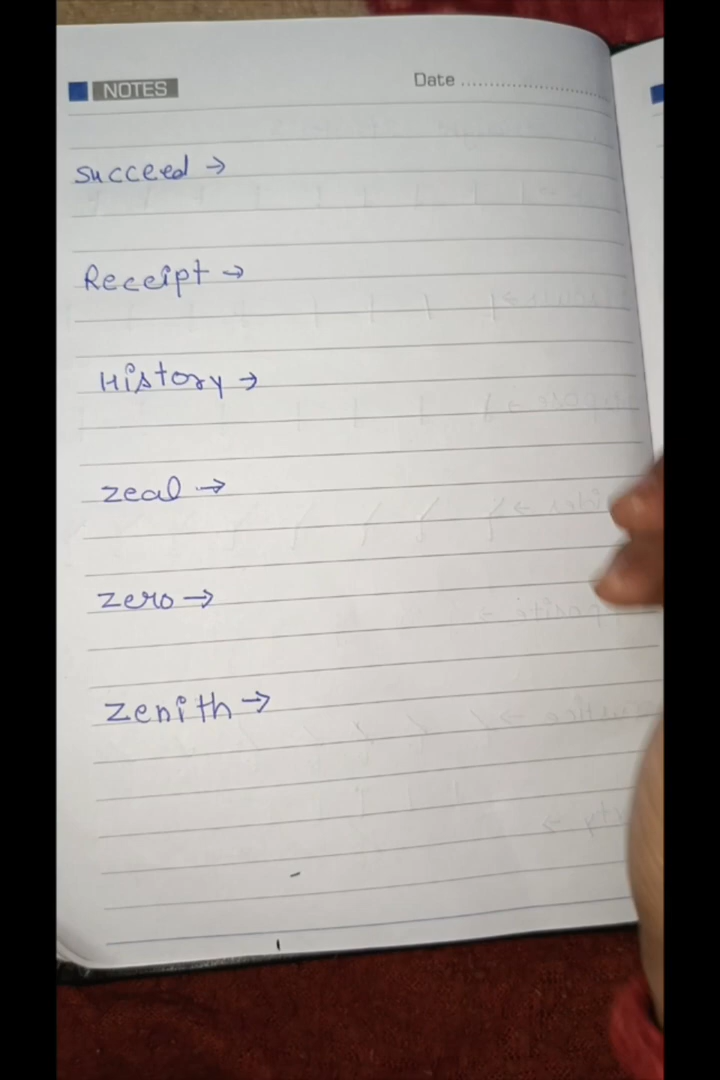 NOTES
Date
succeed →
Receipt →
History →
zeal →
zero →
zenith →